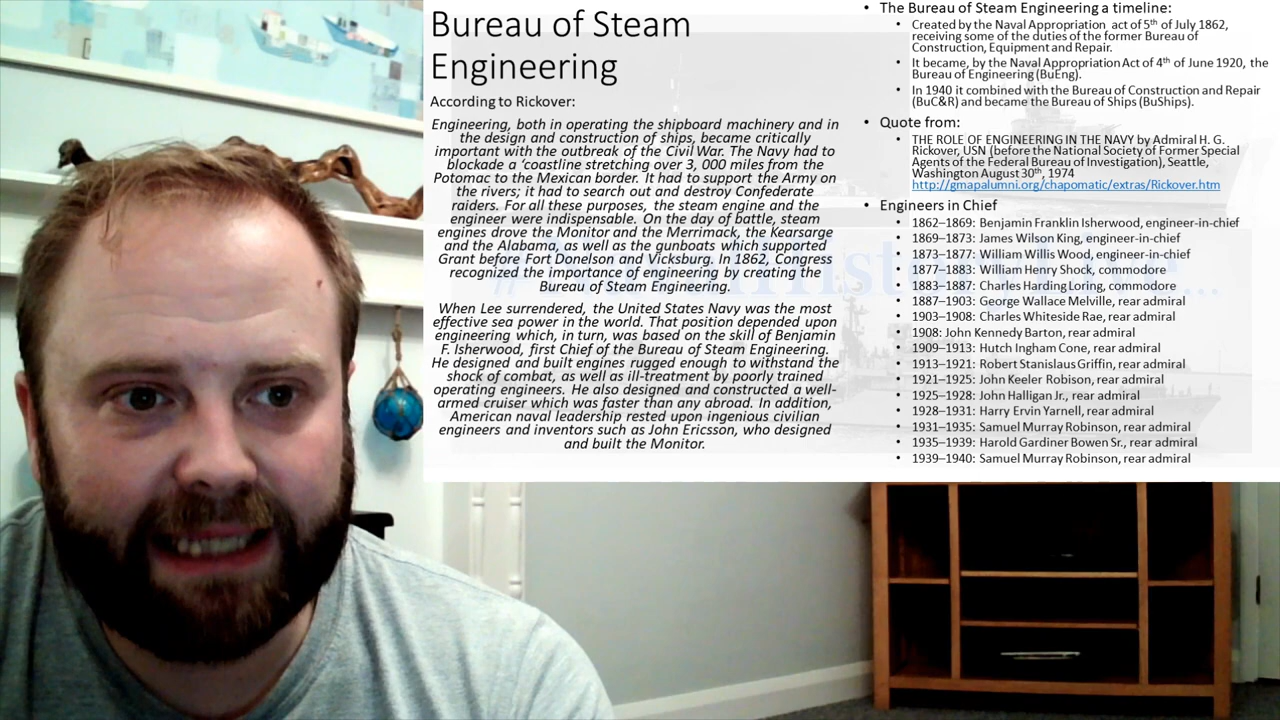 Bureau of Steam
Engineering
According to Rickover:
Engineering, both in operating the shipboard machinery and in
the design and construction of ships, became critically
important with the outbreak of the Civil War. The Navy had to
blockade a ‘coastline stretching over 3, 000 miles from the
Potomac to the Mexican border. It had to support the Army on
the rivers; it had to search out and destroy Confederate
raiders. For all these purposes, the steam engine and the
engineer were indispensable. On the day of battle, steam
engines drove the Monitor and the Merrimack, the Kearsarge
and the Alabama, as well as the gunboats which supported
Grant before Fort Donelson and Vicksburg. In 1862, Congress
recognized the importance of engineering by creating the
Bureau of Steam Engineering.
When Lee surrendered, the United States Navy was the most
effective sea power in the world. That position depended upon
engineering which, in turn, was based on the skill of Benjamin
F. Isherwood, first Chief of the Bureau of Steam Engineering.
He designed and built engines rugged enough to withstand the
shock of combat, as well as ill-treatment by poorly trained
operating engineers. He also designed and constructed a well-
armed cruiser which was faster than any abroad. In addition,
American naval leadership rested upon ingenious civilian
engineers and inventors such as John Ericsson, who designed
and built the Monitor.
• The Bureau of Steam Engineering a timeline:
• Created by the Naval Appropriation act of 5th of July 1862,
receiving some of the duties of the former Bureau of
Construction, Equipment and Repair.
• It became, by the Naval Appropriation Act of 4th of June 1920, the
Bureau of Engineering (BuEng).
• In 1940 it combined with the Bureau of Construction and Repair
(BuC&R) and became the Bureau of Ships (BuShips).
• Quote from:
• THE ROLE OF ENGINEERING IN THE NAVY by Admiral H. G.
Rickover, USN (before the National Society of Former Special
Agents of the Federal Bureau of Investigation), Seattle,
Washington August 30th, 1974
http://gmapalumni.org/chapomatic/extras/Rickover.htm
• Engineers in Chief
• 1862–1869: Benjamin Franklin Isherwood, engineer-in-chief
• 1869–1873: James Wilson King, engineer-in-chief
• 1873–1877: William Willis Wood, engineer-in-chief
• 1877–1883: William Henry Shock, commodore
• 1883–1887: Charles Harding Loring, commodore
• 1887–1903: George Wallace Melville, rear admiral
• 1903–1908: Charles Whiteside Rae, rear admiral
• 1908: John Kennedy Barton, rear admiral
• 1909–1913: Hutch Ingham Cone, rear admiral
• 1913–1921: Robert Stanislaus Griffin, rear admiral
• 1921–1925: John Keeler Robison, rear admiral
• 1925–1928: John Halligan Jr., rear admiral
• 1928–1931: Harry Ervin Yarnell, rear admiral
• 1931–1935: Samuel Murray Robinson, rear admiral
• 1935–1939: Harold Gardiner Bowen Sr., rear admiral
• 1939–1940: Samuel Murray Robinson, rear admiral